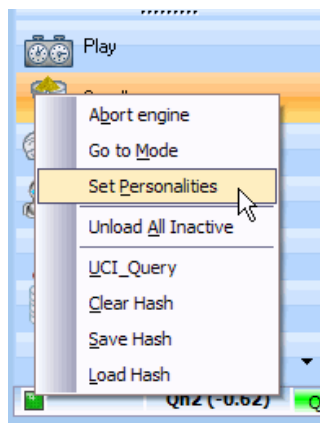 Play
Abort engine
Go to Mode
Set Personalities
Unload All Inactive
UCI_Query
Clear Hash
Save Hash
Load Hash
Qh2 (-0.62)